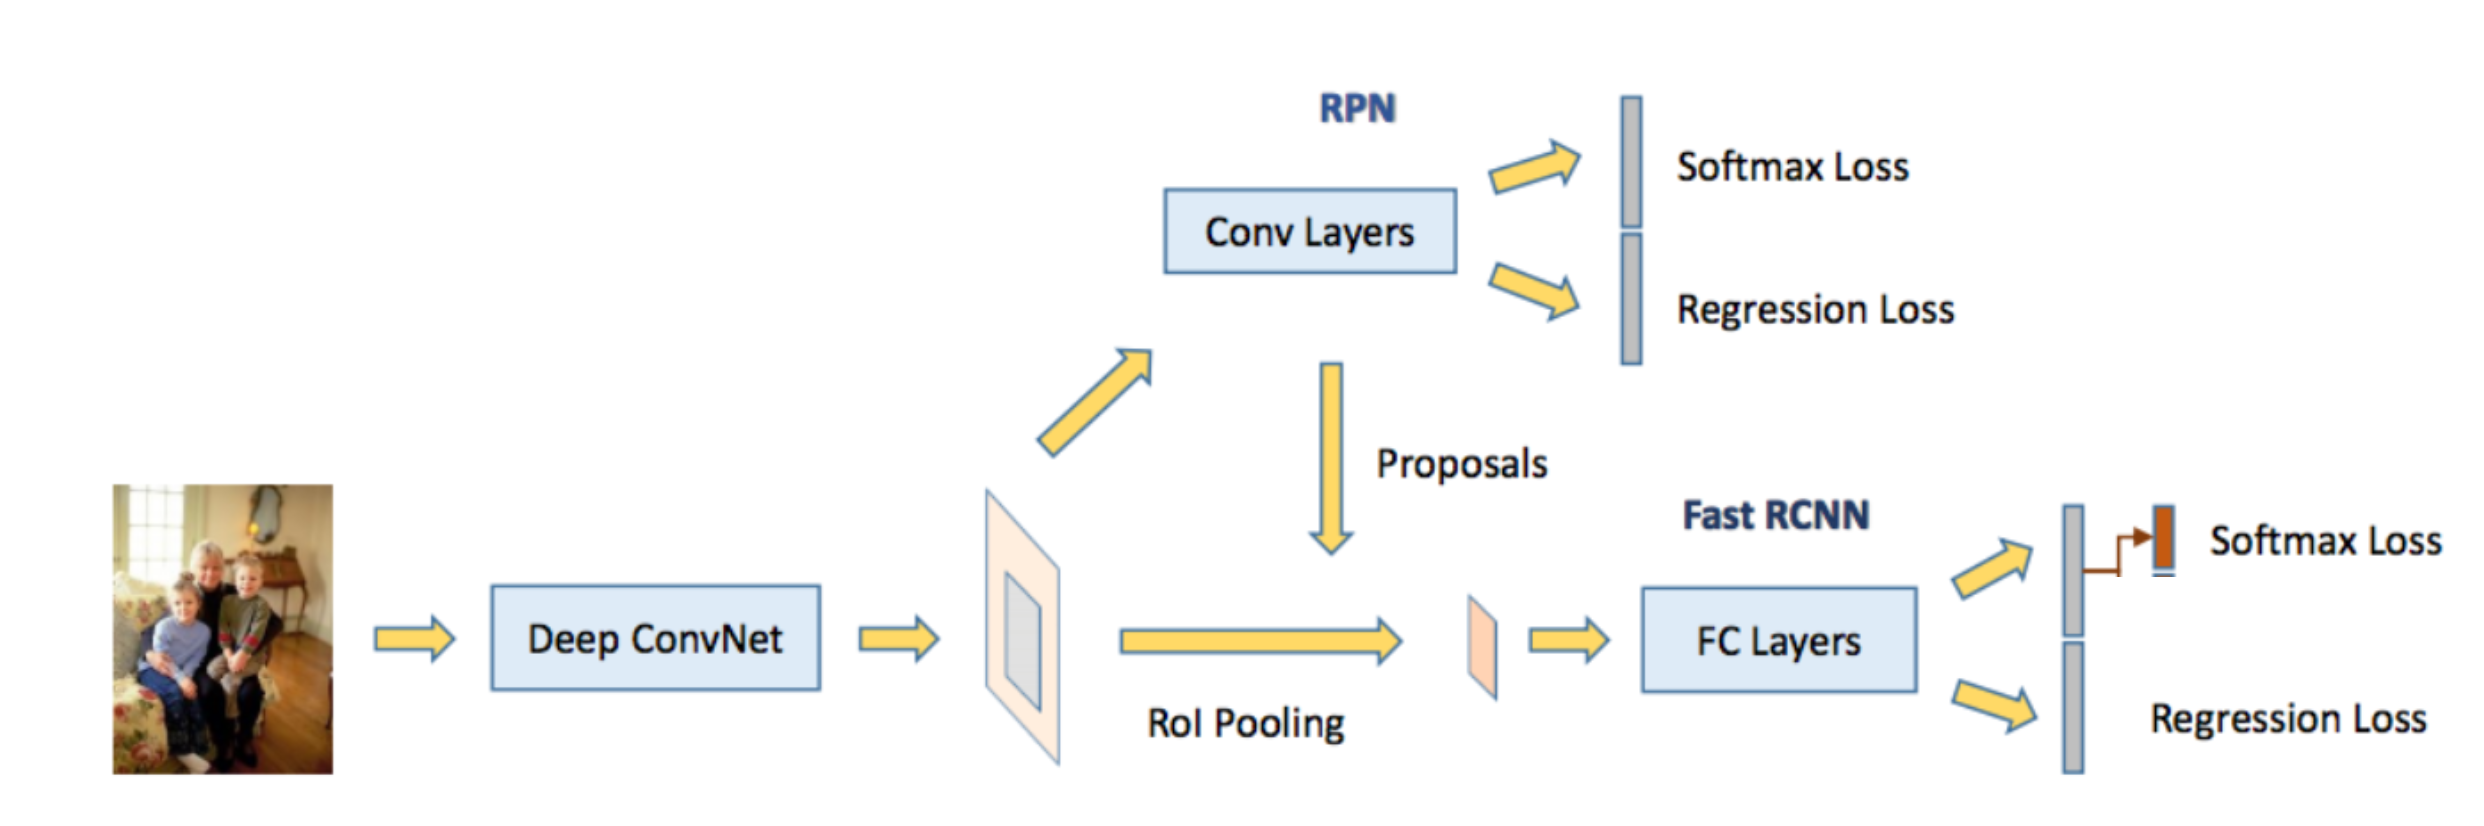 RPN
Softmax Loss
Conv Layers
Regression Loss
Proposals
Fast RCNN
Softmax Loss
Deep ConvNet
FC Layers
RoI Pooling
Regression Loss